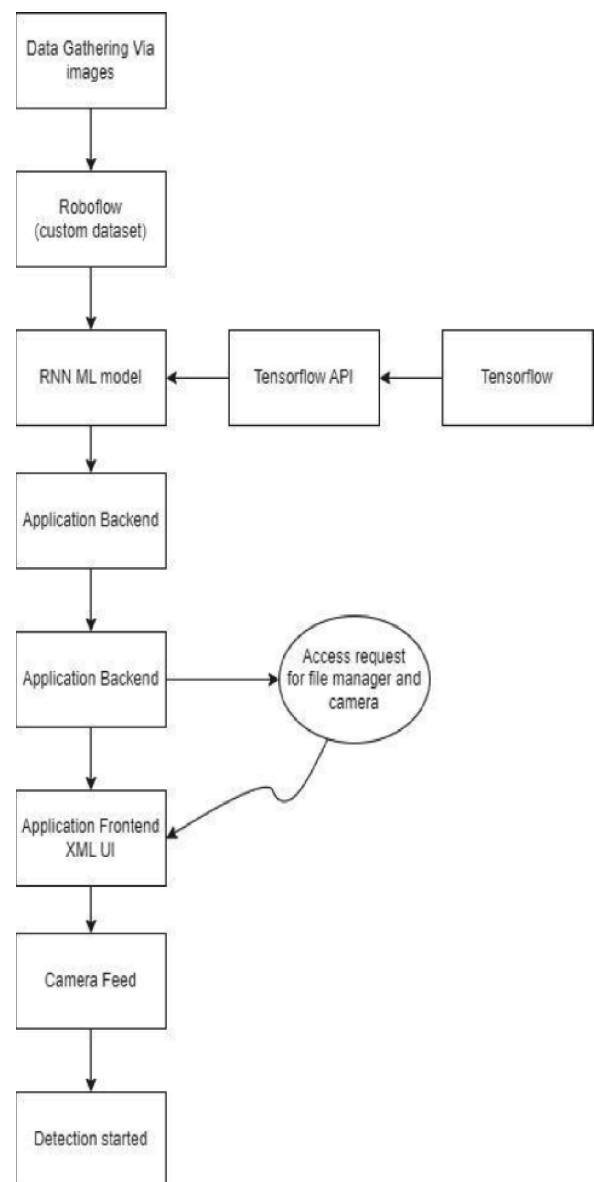 Data Gathering Via
images
Roboflow
(custom dataset)
RNN ML model
Tensorflow API
Tensorflow
Application Backend
Application Backend
Access request
for file manager and
camera
Application Frontend
XML UI
Camera Feed
Detection started